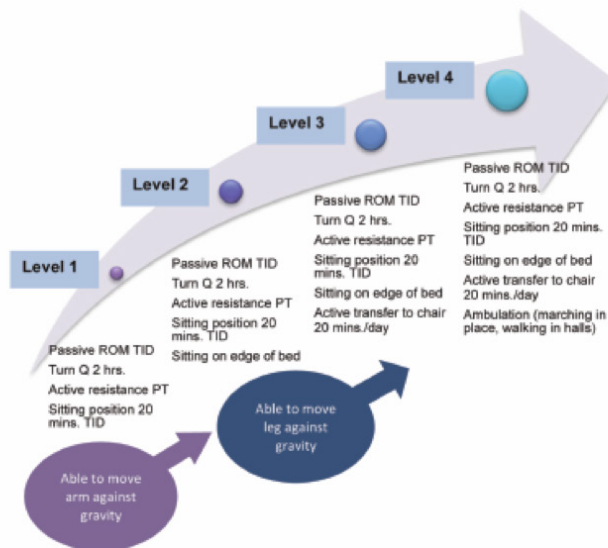 Level 4
Level 3
Level 2
Level 1
Passive ROM TID
Turn Q 2 hrs.
Active resistance PT
Sitting position 20
mins. TID
Passive ROM TID
Turn Q 2 hrs.
Active resistance PT
Sitting position 20
mins. TID
Sitting on edge of bed
Passive ROM TID
Turn Q 2 hrs.
Active resistance PT
Sitting position 20
mins. TID
Sitting on edge of bed
Active transfer to chair
20 mins./day
Passive ROM TID
Turn Q 2 hrs.
Active resistance PT
Sitting position 20 mins.
TID
Sitting on edge of bed
Active transfer to chair
20 mins./day
Ambulation (marching in
place, walking in halls)
Able to move
arm against
gravity
Able to move
leg against
gravity